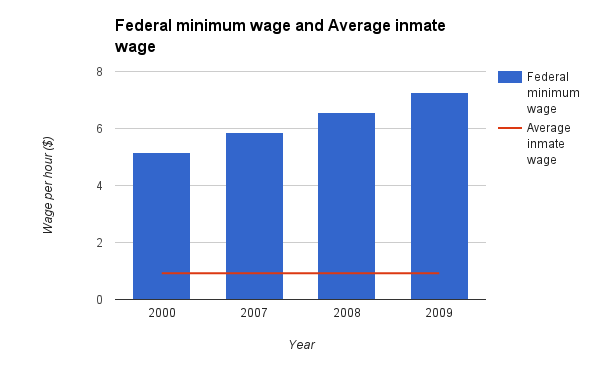 Federal minimum wage and Average inmate
wage
8
6
4
2
0
Wage per hour ($)
2000
2007
2008
2009
Year
Federal
minimum
wage
Average
inmate
wage